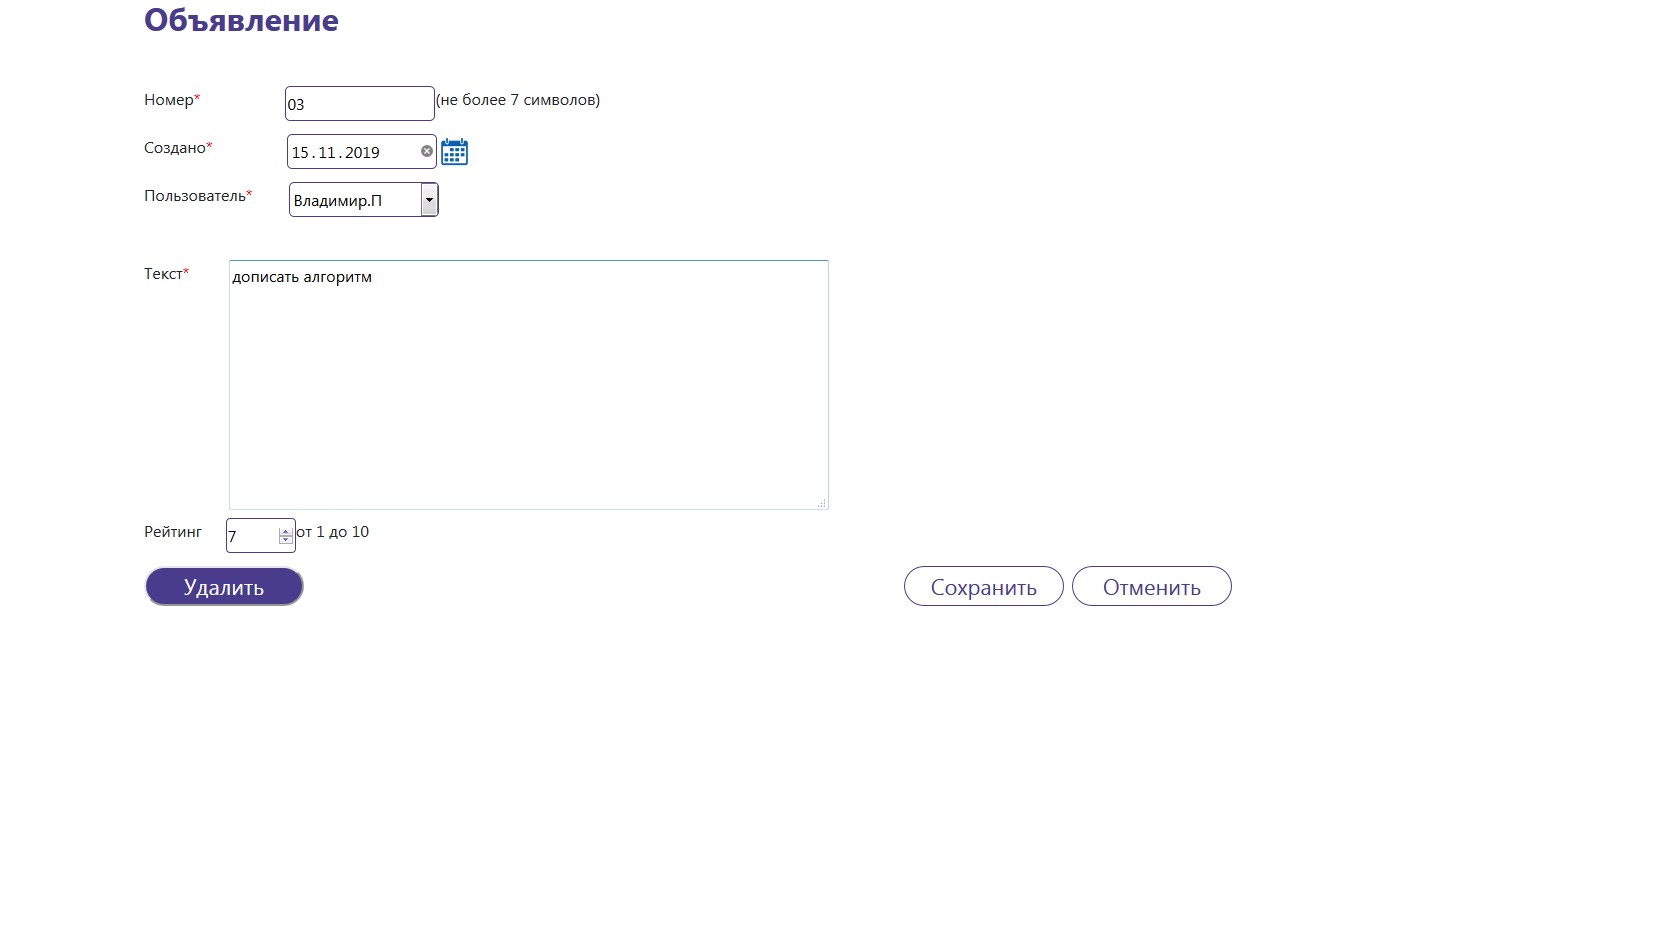 Объявление
Номер* 03 (не более 7 символов)
Создано* 15.11.2019
Пользователь* Владимир.П
Текст* дописать алгоритм
Рейтинг 7 от 1 до 10
Удалить Сохранить Отменить